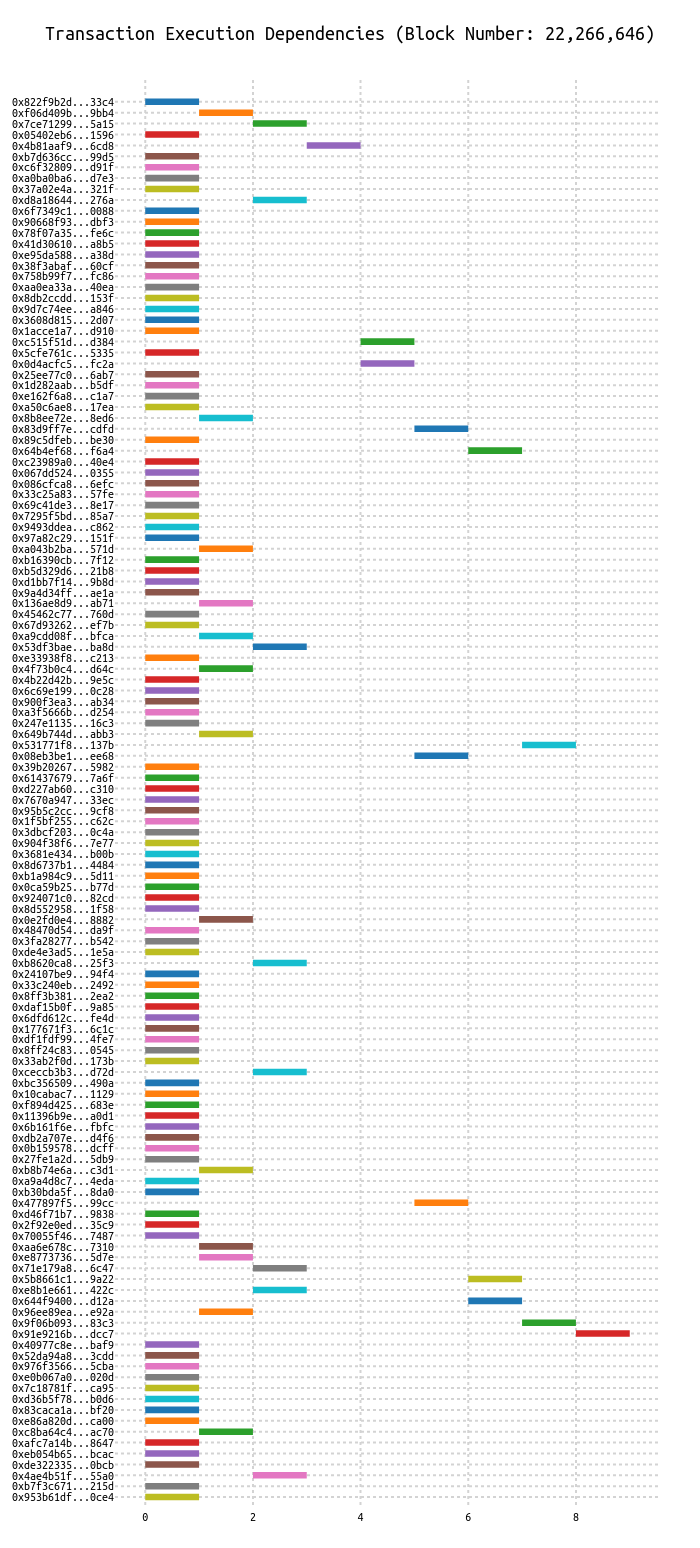 Transaction Execution Dependencies (Block Number: 22,266,646)
0x822f9b2d...33c4
0xf06d409b...9bb4
0x7ce71299...5a15
0x05402eb6...1596
0x4b81aaf9...6cd8
0xb7d636cc...99d5
0xc6f32809...d91f
0xa0ba0ba6...d7e3
0x37a02e4a...321f
0xd8a18644...276a
0x6f7349c1...0088
0x90668f93...dbf3
0x78f07a35...fe6c
0x41d30610...a8b5
0xe95da588...a38d
0x38f3abaf...60cf
0x758b99f7...fc86
0xaa0ea33a...40ea
0x8db2ccdd...153f
0x9d7c74ee...a846
0x3608d815...2d07
0x1acce1a7...d910
0xc515f51d...d384
0x5cfe761c...5335
0x0d4acfc5...fc2a
0x25ee77c0...6ab7
0x1d282aab...b5df
0xe162f6a8...c1a7
0xa50c6ae8...17ea
0x8b8ee72e...8ed6
0x83d9ff7e...cdfd
0x89c5dfeb...be30
0x64b4ef68...f6a4
0xc23989a0...40e4
0x067dd524...0355
0x086cfca8...6efc
0x33c25a83...57fe
0x69c41de3...8e17
0x7295f5bd...85a7
0x9493ddea...c862
0x97a82c29...151f
0xa043b2ba...571d
0xb16390cb...7f12
0xb5d329d6...21b8
0xd1bb7f14...9b8d
0x9a4d34ff...ae1a
0x136ae8d9...ab71
0x45462c77...760d
0x67d93262...ef7b
0xa9cdd08f...bfca
0x53df3bae...ba8d
0xe33938f8...c213
0x4f73b0c4...d64c
0x4b22d42b...9e5c
0x6c69e199...0c28
0x900f3ea3...ab34
0xa3f5666b...d254
0x247e1135...16c3
0x649b744d...abb3
0x531771f8...137b
0x08eb3be1...ee68
0x39b20267...5982
0x61437679...7a6f
0xd227ab60...c310
0x7670a947...33ec
0x95b5c2cc...9cf8
0x1f5bf255...c62c
0x3dbcf203...0c4a
0x904f38f6...7e77
0x3681e434...b00b
0x8d6737b1...4484
0xb1a984c9...5d11
0x0ca59b25...b77d
0x924071c0...82cd
0x8d552958...1f58
0x0e2fd0e4...8882
0x48470d54...da9f
0x3fa28277...b542
0xde4e3ad5...1e5a
0xb8620ca8...25f3
0x24107be9...94f4
0x33c240eb...2492
0x8ff3b381...2ea2
0xdaf15b0f...9a85
0x6dfd612c...fe4d
0x177671f3...6c1c
0xdf1fdf99...4fe7
0x8ff24c83...0545
0x33ab2f0d...173b
0xceccb3b3...d72d
0xbc356509...490a
0x10cabac7...1129
0xf894d425...683e
0x11396b9e...a0d1
0x6b161f6e...fbfc
0xdb2a707e...d4f6
0x0b159578...dcff
0x27fe1a2d...5db9
0xb8b74e6a...c3d1
0xa9a4d8c7...4eda
0xb30bda5f...8da0
0x477897f5...99cc
0xd46f71b7...9838
0x2f92e0ed...35c9
0x70055f46...7487
0xaa6e678c...7310
0xe8773736...5d7e
0x71e179a8...6c47
0x5b8661c1...9a22
0xe8b1e661...422c
0x644f9400...d12a
0x96ee89ea...e92a
0x9f06b093...83c3
0x91e9216b...dcc7
0x40977c8e...baf9
0x52da94a8...3cdd
0x976f3566...5cba
0xe0b067a0...020d
0x7c18781f...ca95
0xd36b5f78...b0d6
0x83caca1a...bf20
0xe86a820d...ca00
0xc8ba64c4...ac70
0xafc7a14b...8647
0xeb054b65...bcac
0xde322335...0bcb
0x4ae4b51f...55a0
0xb7f3c671...215d
0x953b61df...0ce4
0 2 4 6 8